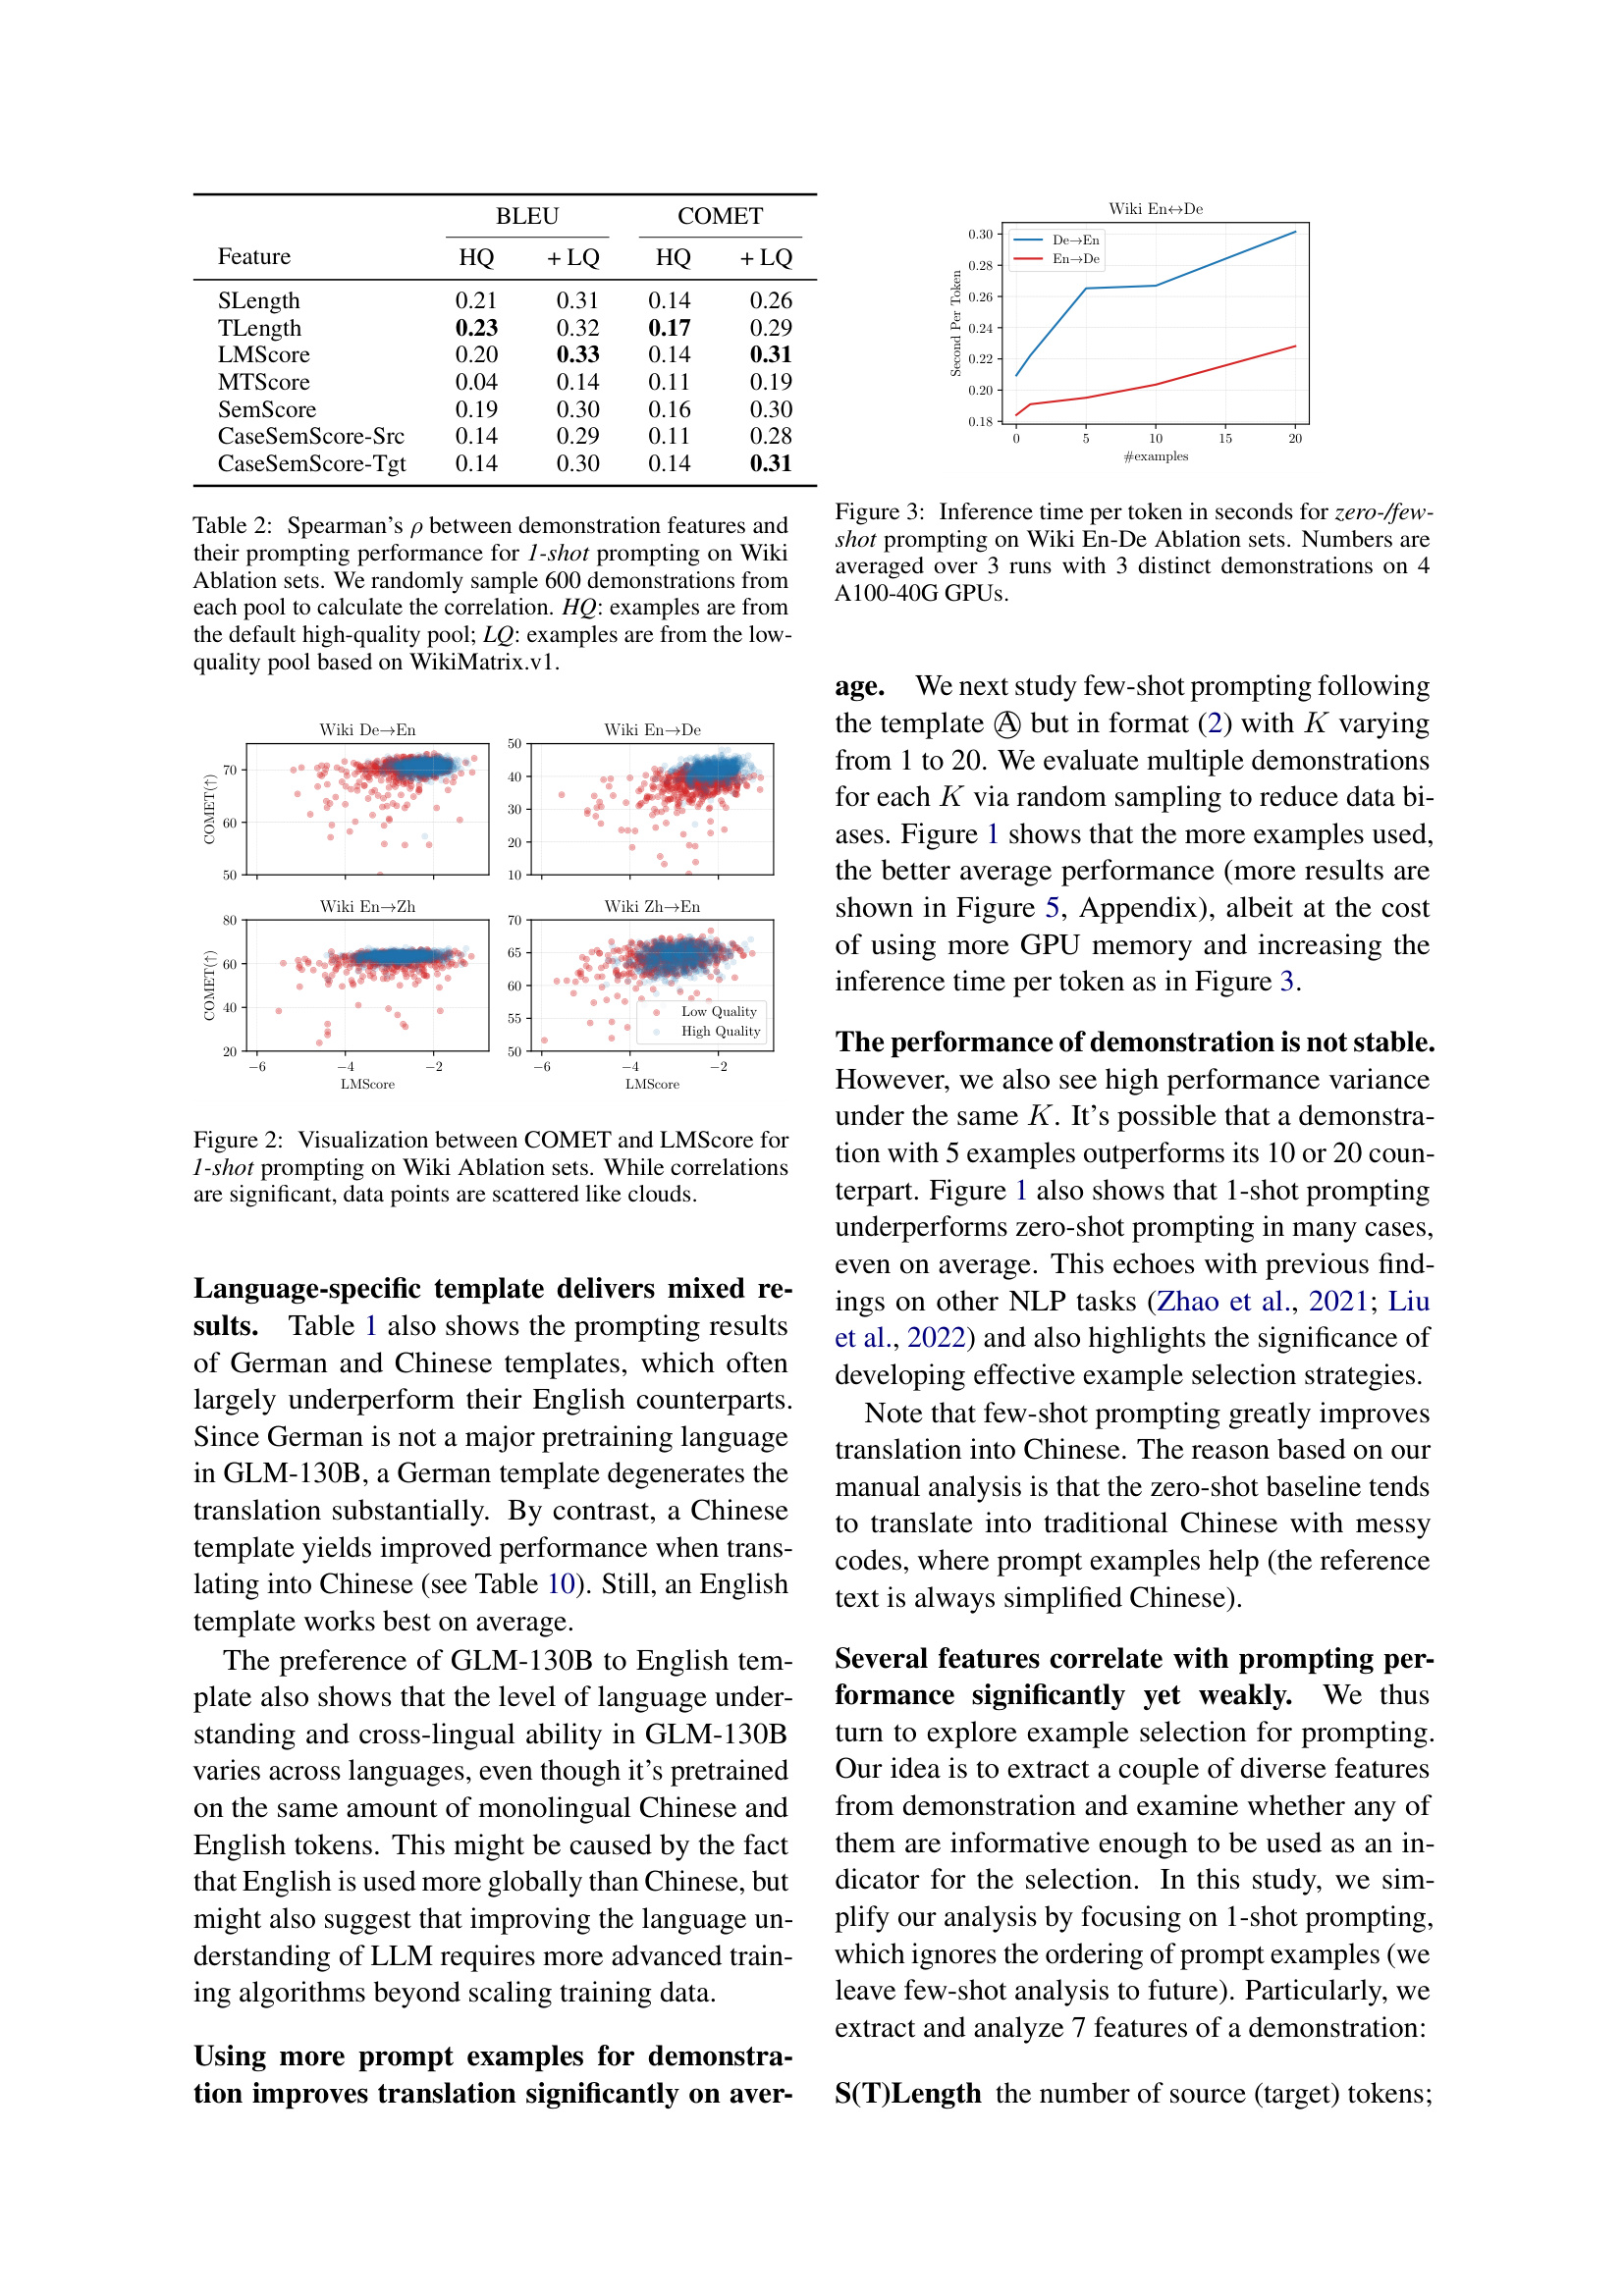 BLEU COMET
Feature HQ + LQ HQ + LQ
SLength 0.21 0.31 0.14 0.26
TLength 0.23 0.32 0.17 0.29
LMScore 0.20 0.33 0.14 0.31
MTScore 0.04 0.14 0.11 0.19
SemScore 0.19 0.30 0.16 0.30
CaseSemScore-Src 0.14 0.29 0.11 0.28
CaseSemScore-Tgt 0.14 0.30 0.14 0.31
Table 2: Spearman's ρ between demonstration features and
their prompting performance for 1-shot prompting on Wiki
Ablation sets. We randomly sample 600 demonstrations from
each pool to calculate the correlation. HQ: examples are from
the default high-quality pool; LQ: examples are from the low-
quality pool based on WikiMatrix.v1.
Wiki De→En
COMET(↑)
70
60
50
Wiki En→De
50
40
30
20
10
Wiki En→Zh
COMET(↑)
80
60
40
20
−6 −4 −2
LMScore
Wiki Zh→En
70
65
60
55
50
Low Quality
High Quality
−6 −4 −2
LMScore
Figure 2: Visualization between COMET and LMScore for
1-shot prompting on Wiki Ablation sets. While correlations
are significant, data points are scattered like clouds.
Language-specific template delivers mixed re-
sults. Table 1 also shows the prompting results
of German and Chinese templates, which often
largely underperform their English counterparts.
Since German is not a major pretraining language
in GLM-130B, a German template degenerates the
translation substantially. By contrast, a Chinese
template yields improved performance when trans-
lating into Chinese (see Table 10). Still, an English
template works best on average.
The preference of GLM-130B to English tem-
plate also shows that the level of language under-
standing and cross-lingual ability in GLM-130B
varies across languages, even though it's pretrained
on the same amount of monolingual Chinese and
English tokens. This might be caused by the fact
that English is used more globally than Chinese, but
might also suggest that improving the language un-
derstanding of LLM requires more advanced train-
ing algorithms beyond scaling training data.
Using more prompt examples for demonstra-
tion improves translation significantly on aver-
Wiki En↔De
De→En
En→De
Second Per Token
0.30
0.28
0.26
0.24
0.22
0.20
0.18
0 5 10 15 20
#examples
Figure 3: Inference time per token in seconds for zero-/few-
shot prompting on Wiki En-De Ablation sets. Numbers are
averaged over 3 runs with 3 distinct demonstrations on 4
A100-40G GPUs.
age. We next study few-shot prompting following
the template Ⓐ but in format (2) with K varying
from 1 to 20. We evaluate multiple demonstrations
for each K via random sampling to reduce data bi-
ases. Figure 1 shows that the more examples used,
the better average performance (more results are
shown in Figure 5, Appendix), albeit at the cost
of using more GPU memory and increasing the
inference time per token as in Figure 3.
The performance of demonstration is not stable.
However, we also see high performance variance
under the same K. It's possible that a demonstra-
tion with 5 examples outperforms its 10 or 20 coun-
terpart. Figure 1 also shows that 1-shot prompting
underperforms zero-shot prompting in many cases,
even on average. This echoes with previous find-
ings on other NLP tasks (Zhao et al., 2021; Liu
et al., 2022) and also highlights the significance of
developing effective example selection strategies.
Note that few-shot prompting greatly improves
translation into Chinese. The reason based on our
manual analysis is that the zero-shot baseline tends
to translate into traditional Chinese with messy
codes, where prompt examples help (the reference
text is always simplified Chinese).
Several features correlate with prompting per-
formance significantly yet weakly. We thus
turn to explore example selection for prompting.
Our idea is to extract a couple of diverse features
from demonstration and examine whether any of
them are informative enough to be used as an in-
dicator for the selection. In this study, we sim-
plify our analysis by focusing on 1-shot prompting,
which ignores the ordering of prompt examples (we
leave few-shot analysis to future). Particularly, we
extract and analyze 7 features of a demonstration:
S(T)Length the number of source (target) tokens;